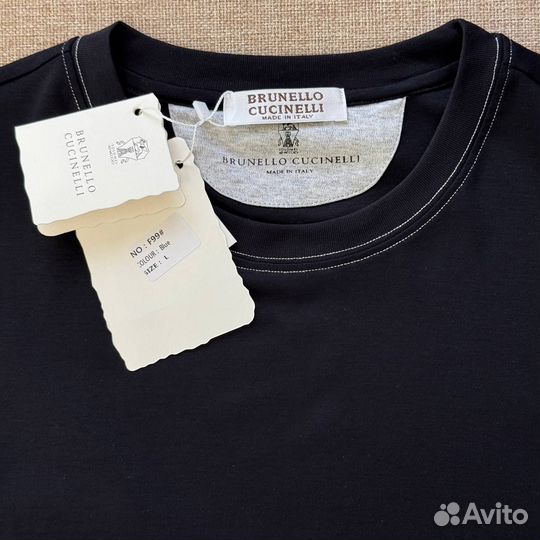 BRUNELLO
CUCINELLI
MADE IN ITALY
BRUNELLO CUCINELLI
MADE IN ITALY
BRUNELLO
CUCINELLI
NO : F99#
COLOUR : Blue
SIZE : L
Avito